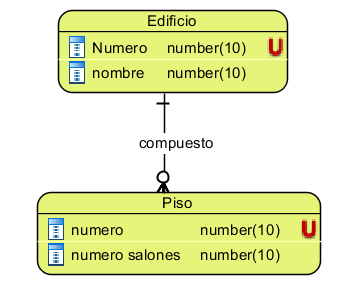 Edificio
Numero number(10) U
nombre number(10)
compuesto
Piso
numero number(10) U
numero salones number(10)